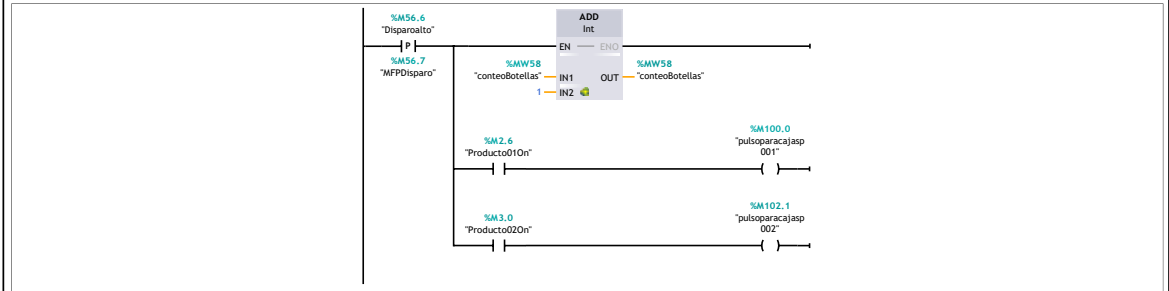 %M56.6
"Disparoalto"
P
%M56.7
"MFPDisparo"
ADD
Int
EN
ENO
%MW58
"conteoBotellas"
IN1
1
IN2
OUT
%MW58
"conteoBotellas"
%M2.6
"Producto01On"
%M100.0
"pulsoparacajasp
001"
%M3.0
"Producto02On"
%M102.1
"pulsoparacajasp
002"